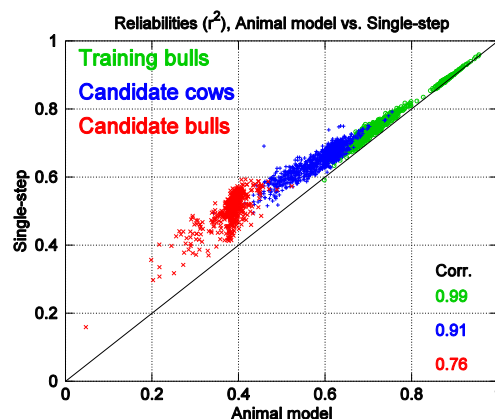 Reliabilities (r²), Animal model vs. Single-step
1
Training bulls
Candidate cows
Candidate bulls
0.8
0.6
0.4
0.2
0
Single-step
Corr.
0.99
0.91
0.76
0 0.2 0.4 0.6 0.8
Animal model